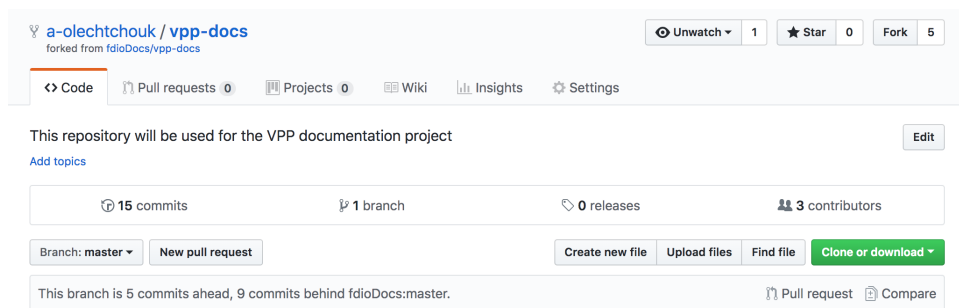 a-olechtchouk / vpp-docs
forked from fdioDocs/vpp-docs
Unwatch 1 Star 0 Fork 5
Code Pull requests 0 Projects 0 Wiki Insights Settings
This repository will be used for the VPP documentation project
Edit
Add topics
15 commits 1 branch 0 releases 3 contributors
Branch: master New pull request Create new file Upload files Find file Clone or download
This branch is 5 commits ahead, 9 commits behind fdioDocs:master. Pull request Compare